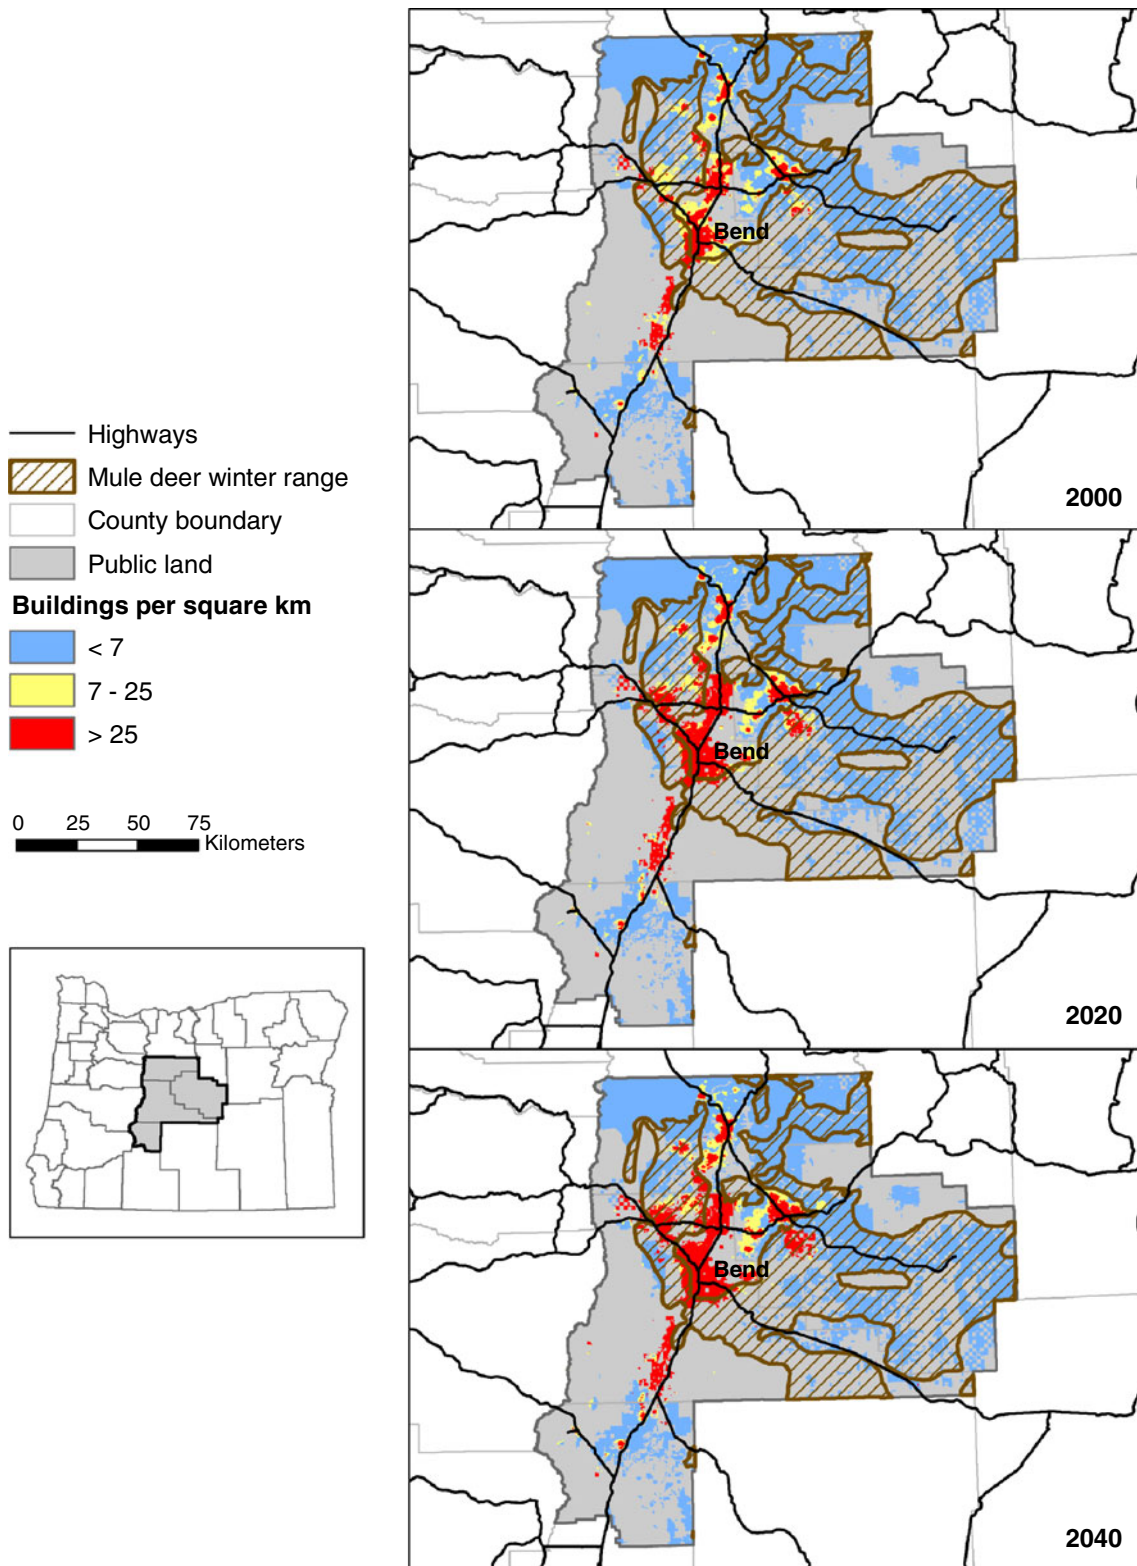 Highways
Mule deer winter range
County boundary
Public land
Buildings per square km
< 7
7 - 25
> 25
0 25 50 75
Kilometers
Bend
2000
Bend
2020
Bend
2040